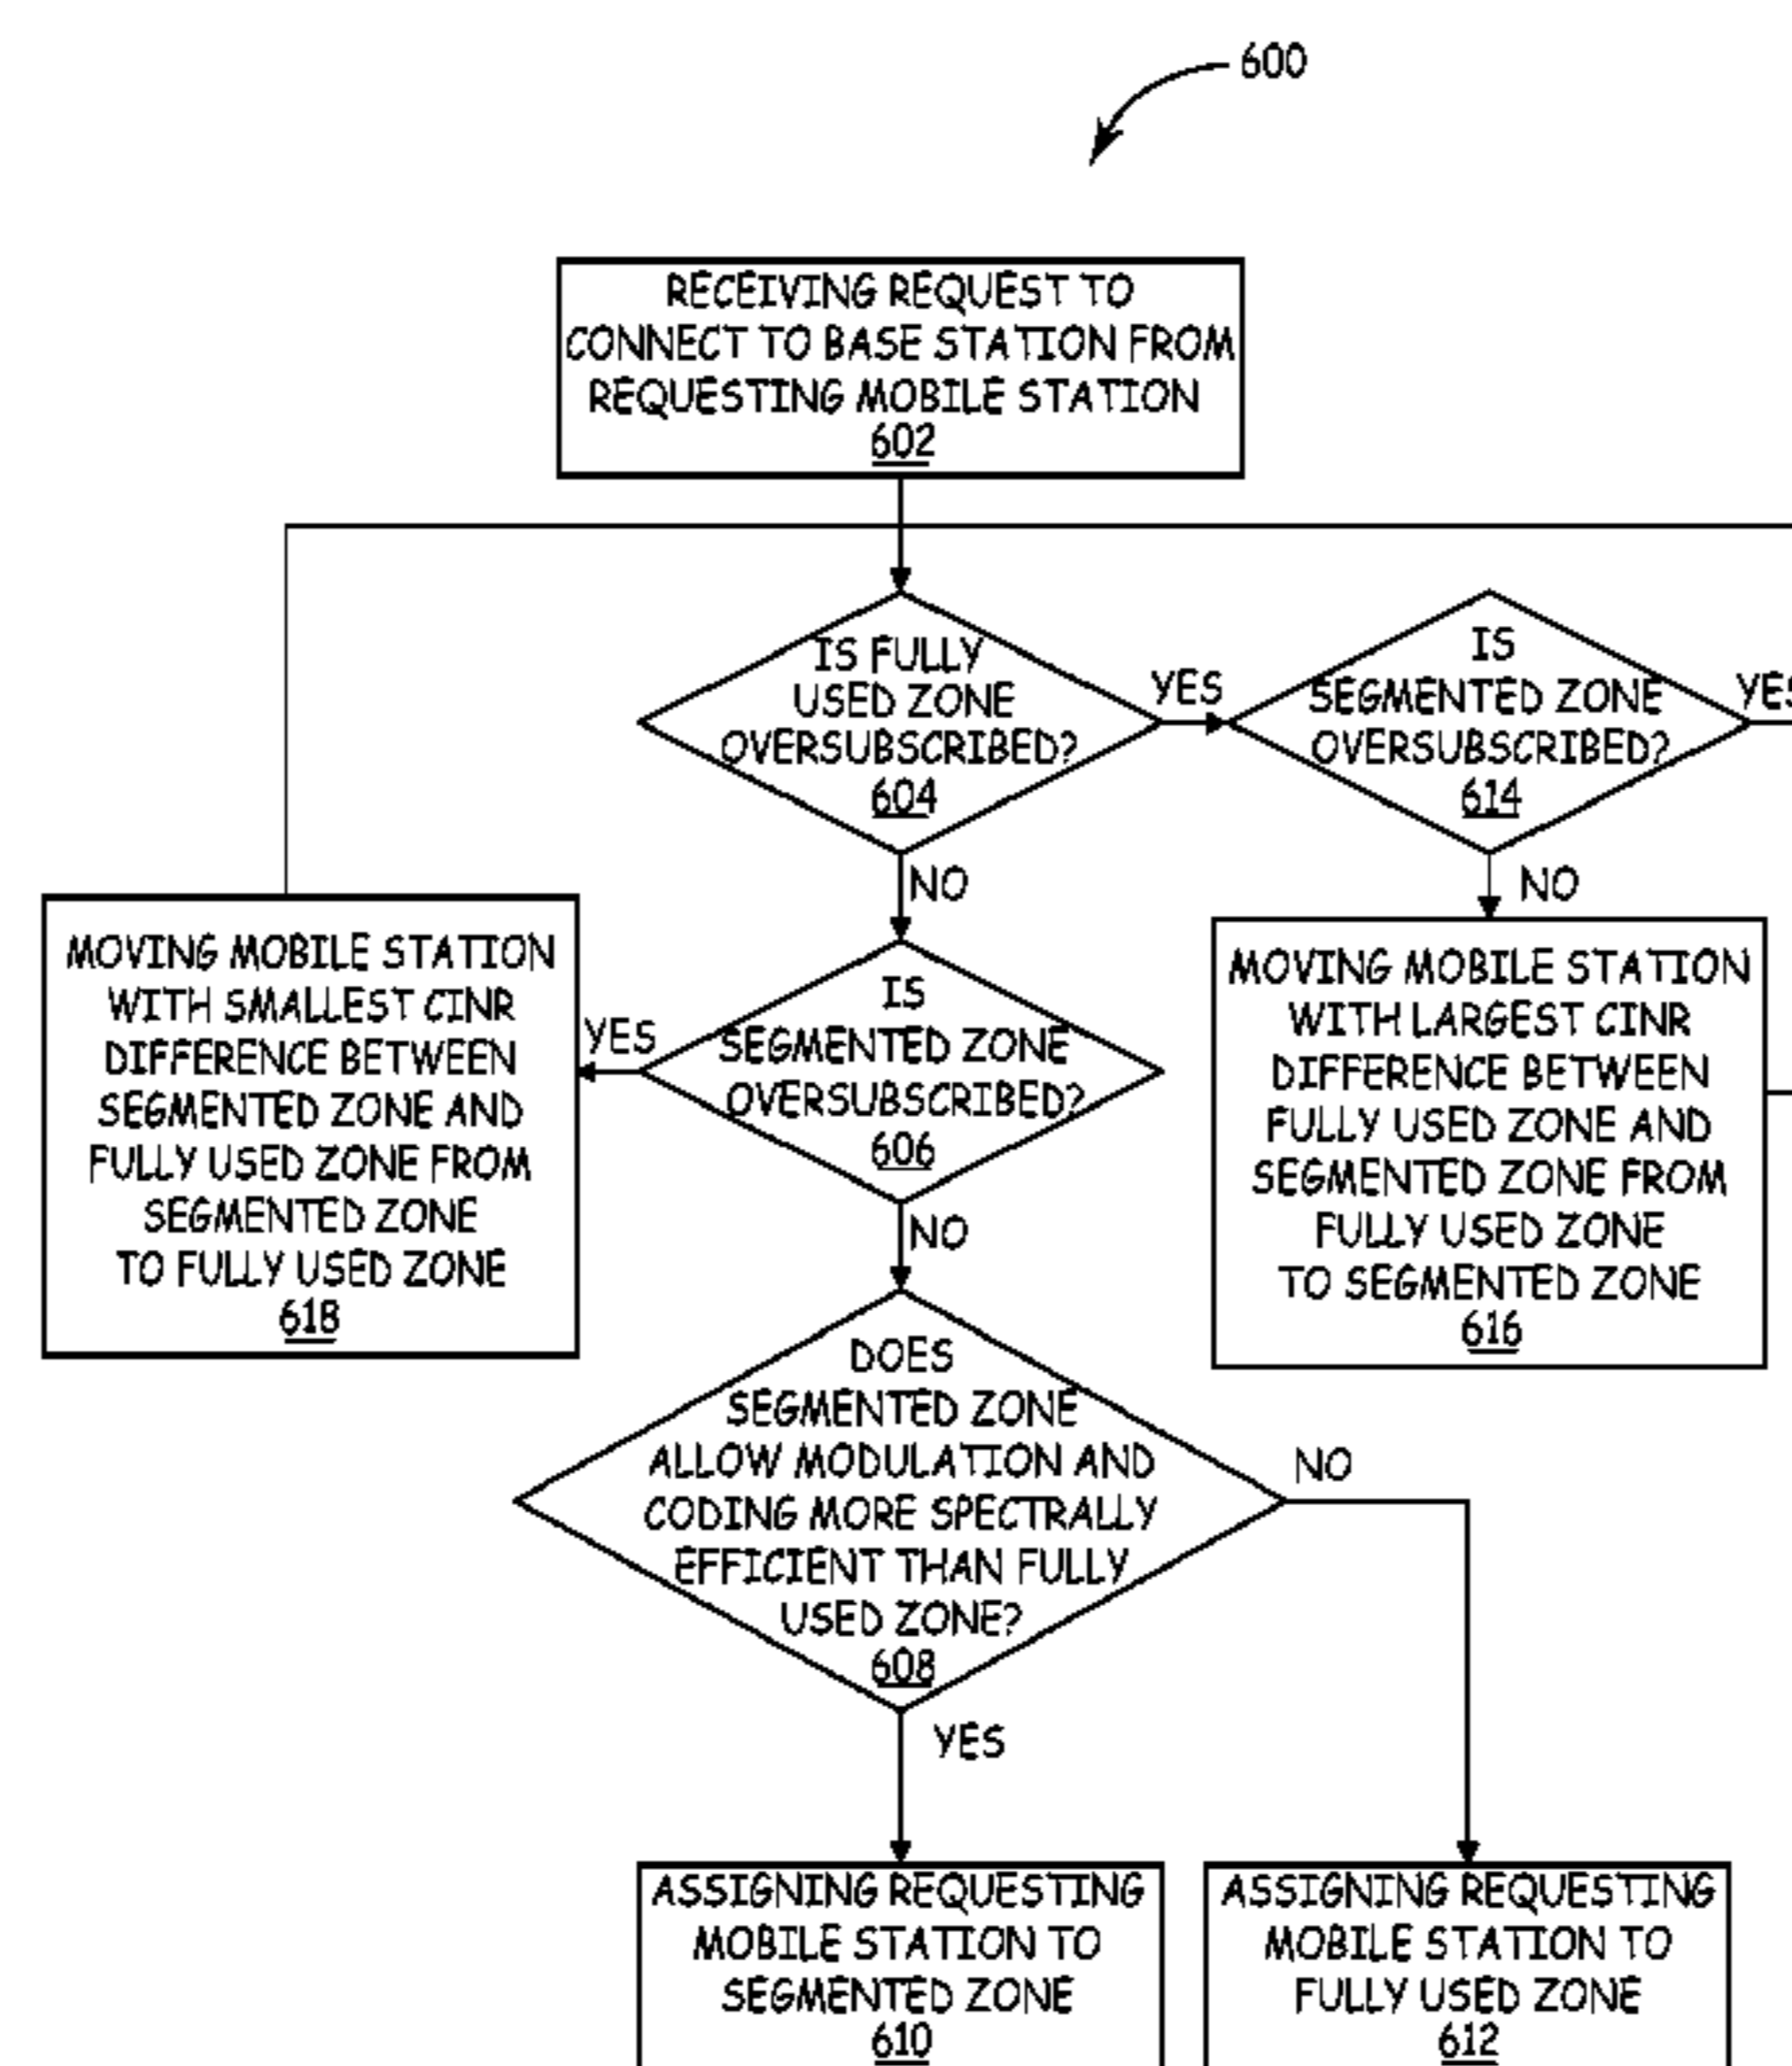 600
RECEIVING REQUEST TO
CONNECT TO BASE STATION FROM
REQUESTING MOBILE STATION
602
IS FULLY
USED ZONE
OVERSUBSCRIBED?
604
YES
IS
SEGMENTED ZONE
OVERSUBSCRIBED?
614
YES
NO
NO
MOVING MOBILE STATION
WITH SMALLEST CINR
DIFFERENCE BETWEEN
SEGMENTED ZONE AND
FULLY USED ZONE FROM
SEGMENTED ZONE
TO FULLY USED ZONE
618
YES
IS
SEGMENTED ZONE
OVERSUBSCRIBED?
606
MOVING MOBILE STATION
WITH LARGEST CINR
DIFFERENCE BETWEEN
FULLY USED ZONE AND
SEGMENTED ZONE FROM
FULLY USED ZONE
TO SEGMENTED ZONE
616
NO
DOES
SEGMENTED ZONE
ALLOW MODULATION AND
CODING MORE SPECTRALLY
EFFICIENT THAN FULLY
USED ZONE?
608
NO
YES
ASSIGNING REQUESTING
MOBILE STATION TO
SEGMENTED ZONE
610
ASSIGNING REQUESTING
MOBILE STATION TO
FULLY USED ZONE
612